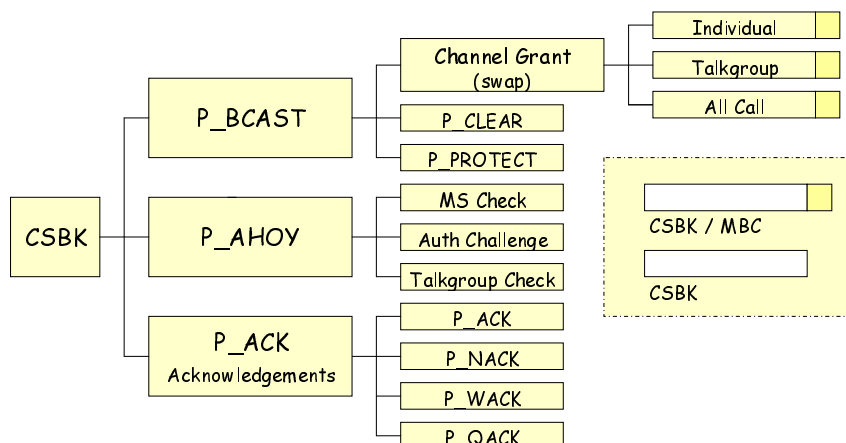 CSBK
P_BCAST
Channel Grant
(swap)
Individual
Talkgroup
All Call
P_CLEAR
P_PROTECT
P_AHOY
MS Check
Auth Challenge
Talkgroup Check
P_ACK
Acknowledgements
P_ACK
P_NACK
P_WACK
P_QACK
CSBK / MBC
CSBK